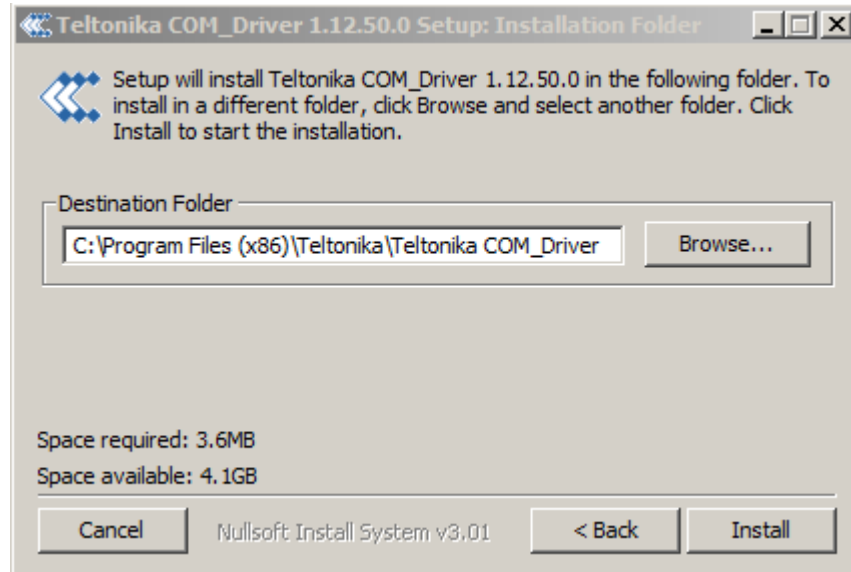 Teltonika COM_Driver 1.12.50.0 Setup: Installation Folder
Setup will install Teltonika COM_Driver 1.12.50.0 in the following folder. To
install in a different folder, click Browse and select another folder. Click
Install to start the installation.
Destination Folder
C:\Program Files (x86)\Teltonika\Teltonika COM_Driver
Browse...
Space required: 3.6MB
Space available: 4.1GB
Cancel
Nullsoft Install System v3.01
< Back
Install